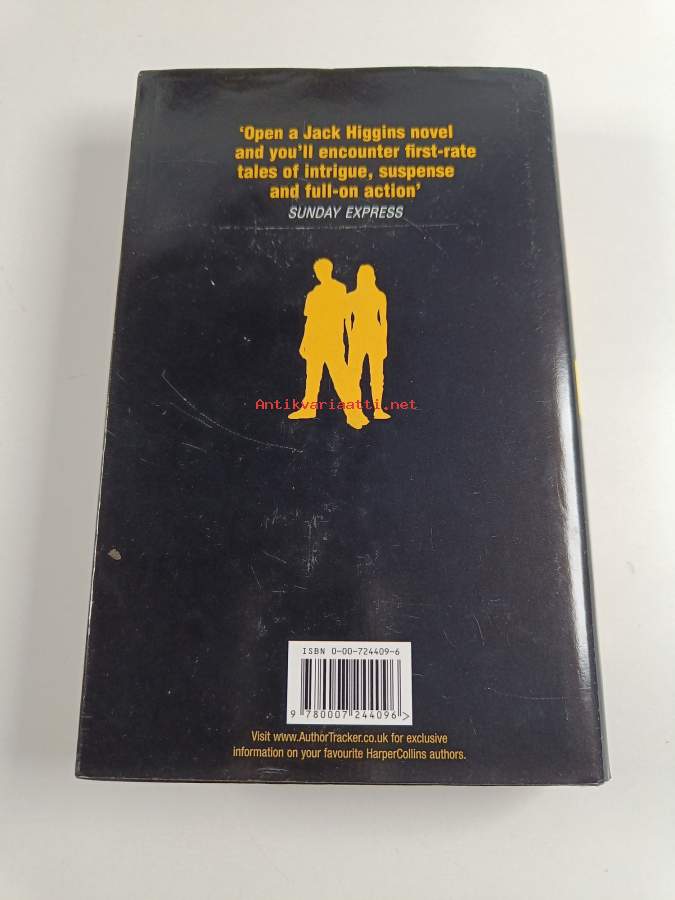 ‘Open a Jack Higgins novel
and you’ll encounter first-rate
tales of intrigue, suspense
and full-on action’
SUNDAY EXPRESS
Antikvariaatti.net
ISBN 0-00-724409-6
9 780007 244096 >
Visit www.AuthorTracker.co.uk for exclusive
information on your favourite HarperCollins authors.